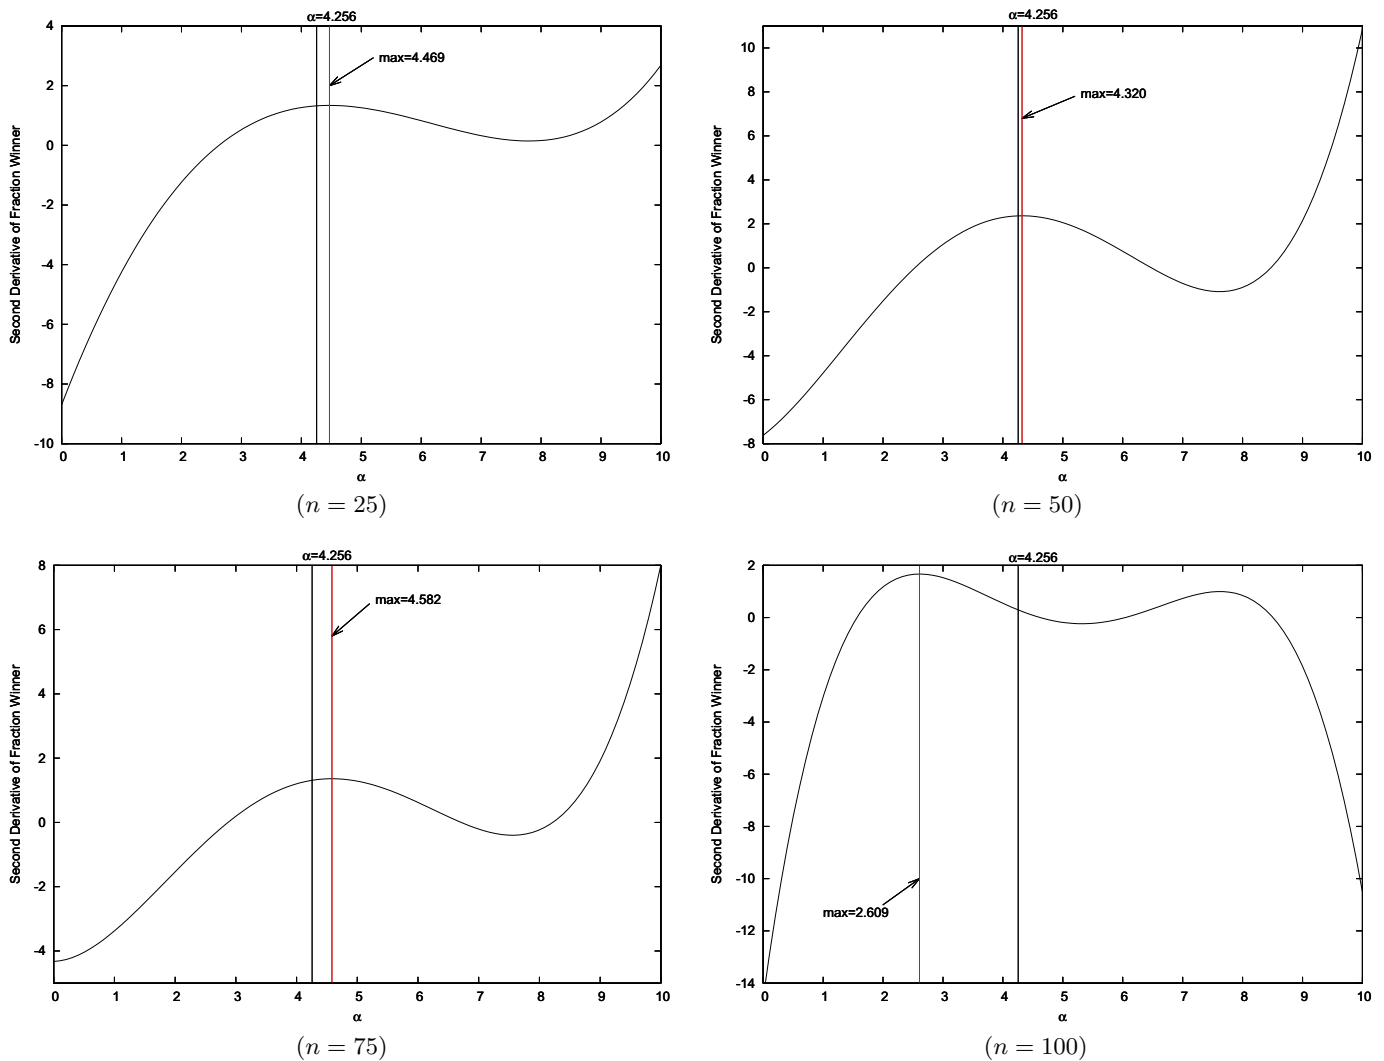 α=4.256
4
2
0
-2
-4
-6
-8
-10
Second Derivative of Fraction Winner
max=4.469
0 1 2 3 4 5 6 7 8 9 10
α
(n = 25)
α=4.256
10
8
6
4
2
0
-2
-4
-6
-8
Second Derivative of Fraction Winner
max=4.320
0 1 2 3 4 5 6 7 8 9 10
α
(n = 50)
α=4.256
8
6
4
2
0
-2
-4
Second Derivative of Fraction Winner
max=4.582
0 1 2 3 4 5 6 7 8 9 10
α
(n = 75)
α=4.256
2
0
-2
-4
-6
-8
-10
-12
-14
Second Derivative of Fraction Winner
max=2.609
0 1 2 3 4 5 6 7 8 9 10
α
(n = 100)